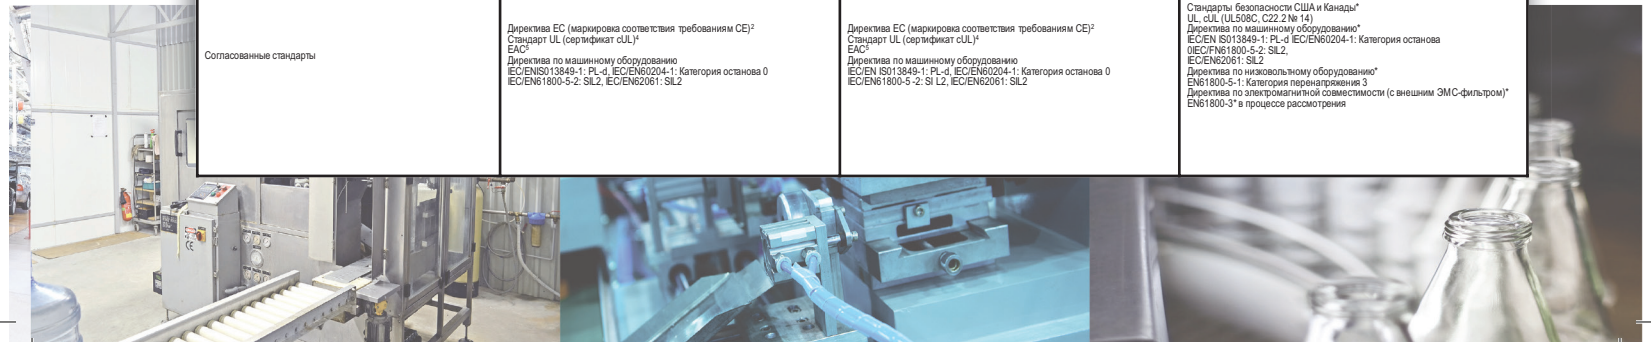 Согласованные стандарты
Директива ЕС (маркировка соответствия требованиям CE)²
Стандарт UL (сертификат cUL)⁴
EAC⁵
Директива по машинному оборудованию
IEC/ENIS013849-1: PL-d, IEC/EN60204-1: Категория останова 0
IEC/EN61800-5-2: SIL2, IEC/EN62061: SIL2
Директива ЕС (маркировка соответствия требованиям CE)²
Стандарт UL (сертификат cUL)⁴
EAC⁵
Директива по машинному оборудованию
IEC/EN IS013849-1: PL-d, IEC/EN60204-1: Категория останова 0
IEC/EN61800-5 -2: SI L2, IEC/EN62061: SIL2
Стандарты безопасности США и Канады*
UL, cUL (UL508C, C22.2 № 14)
Директива по машинному оборудованию*
IEC/EN IS013849-1: PL-d IEC/EN60204-1: Категория останова
0IEC/FN61800-5-2: SIL2,
IEC/EN62061: SIL2
Директива по низковольтному оборудованию*
EN61800-5-1: Категория перенапряжения 3
Директива по электромагнитной совместимости (с внешним ЭМС-фильтром)*
EN61800-3* в процессе рассмотрения